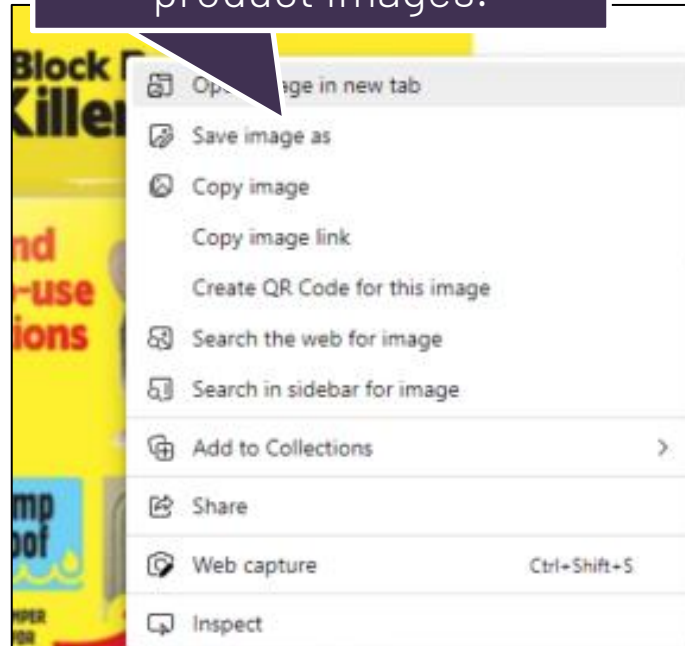 product images.
Block
Killer
Open image in new tab
Save image as
Copy image
Copy image link
Create QR Code for this image
Search the web for image
Search in sidebar for image
Add to Collections
Share
Web capture Ctrl+Shift+S
Inspect
nd
-use
ions
mp
oof
MPER
FOR